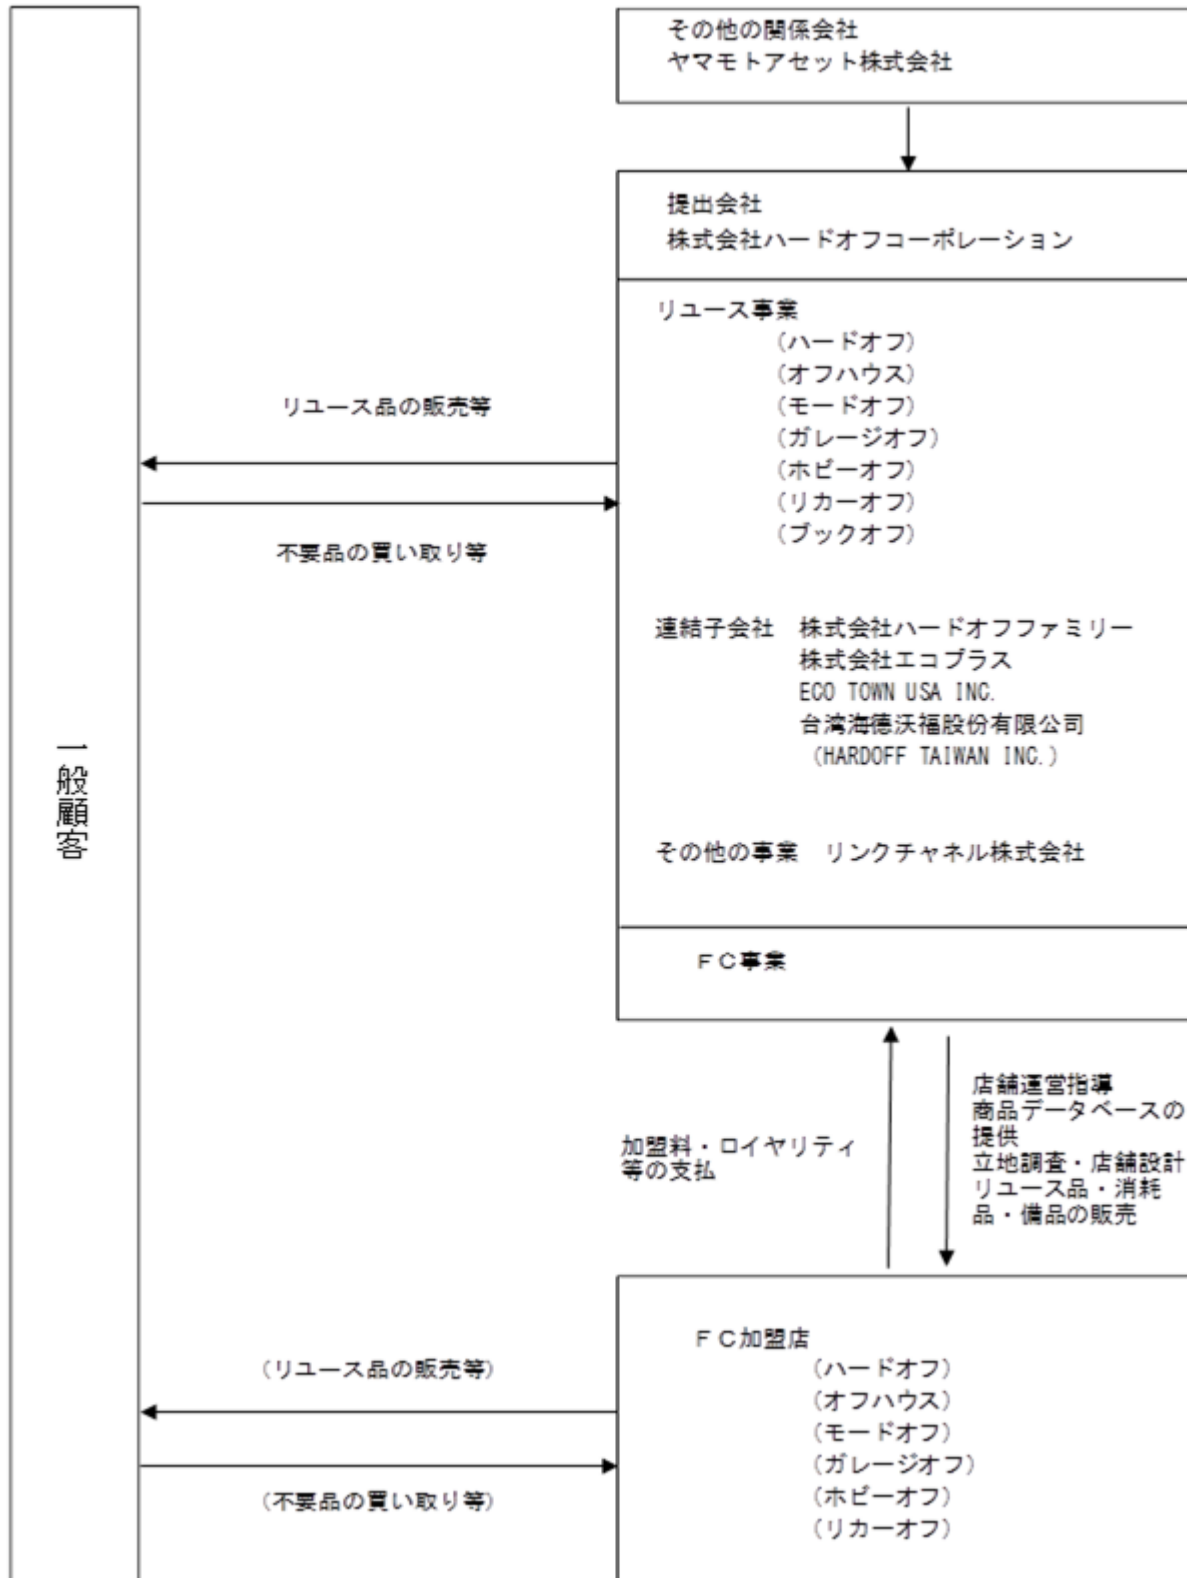 その他の関係会社
ヤマモトアセット株式会社
提出会社
株式会社ハードオフコーポレーション
リユース事業
(ハードオフ)
(オフハウス)
(モードオフ)
(ガレージオフ)
(ホビーオフ)
(リカーオフ)
(ブックオフ)
リユース品の販売等
不要品の買い取り等
連結子会社　株式会社ハードオフファミリー
株式会社エコプラス
ECO TOWN USA INC.
台湾海德沃福股份有限公司
(HARDOFF TAIWAN INC.)
一般顧客
その他の事業　リンクチャネル株式会社
ＦＣ事業
加盟料・ロイヤリティ
等の支払
店舗運営指導
商品データベースの
提供
立地調査・店舗設計
リユース品・消耗
品・備品の販売
ＦＣ加盟店
(ハードオフ)
(オフハウス)
(モードオフ)
(ガレージオフ)
(ホビーオフ)
(リカーオフ)
(リユース品の販売等)
(不要品の買い取り等)